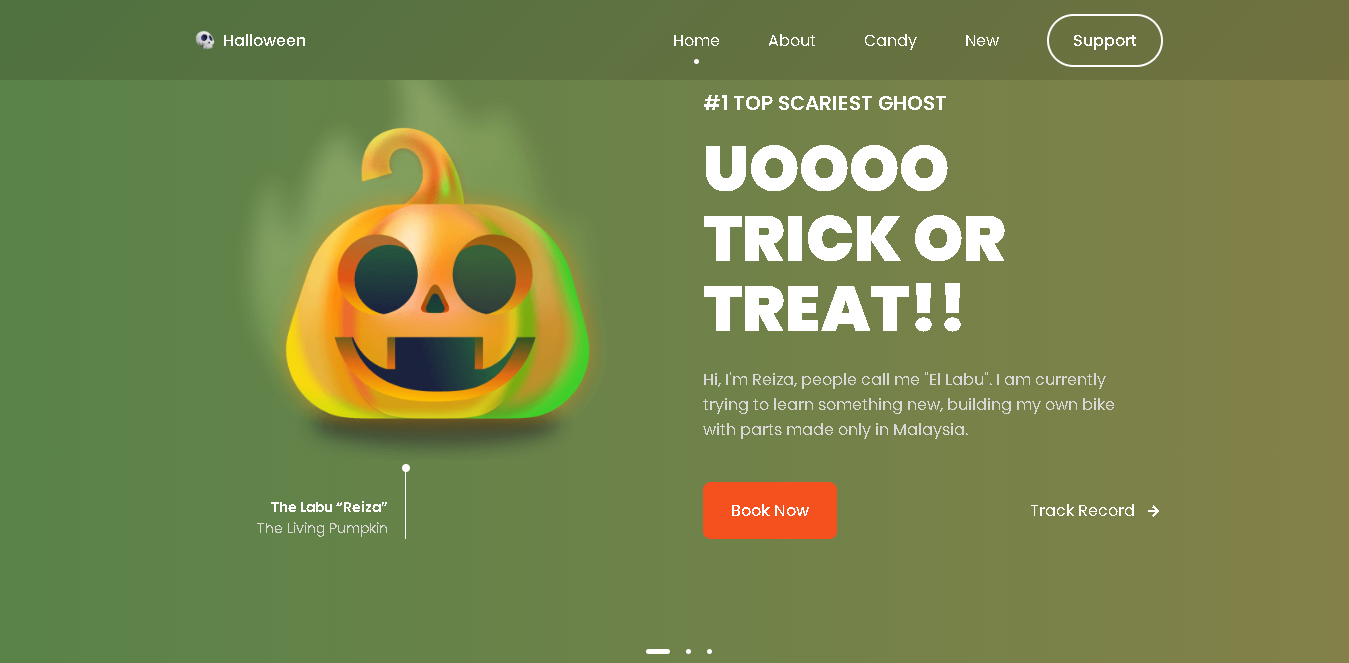 Halloween
Home
About
Candy
New
Support
#1 TOP SCARIEST GHOST
UOOOO
TRICK OR
TREAT!!
Hi, I'm Reiza, people call me "El Labu". I am currently
trying to learn something new, building my own bike
with parts made only in Malaysia.
Book Now
Track Record
The Labu “Reiza”
The Living Pumpkin